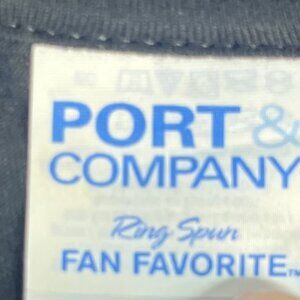 PORT &
COMPANY
Ring Spun
FAN FAVORITE™